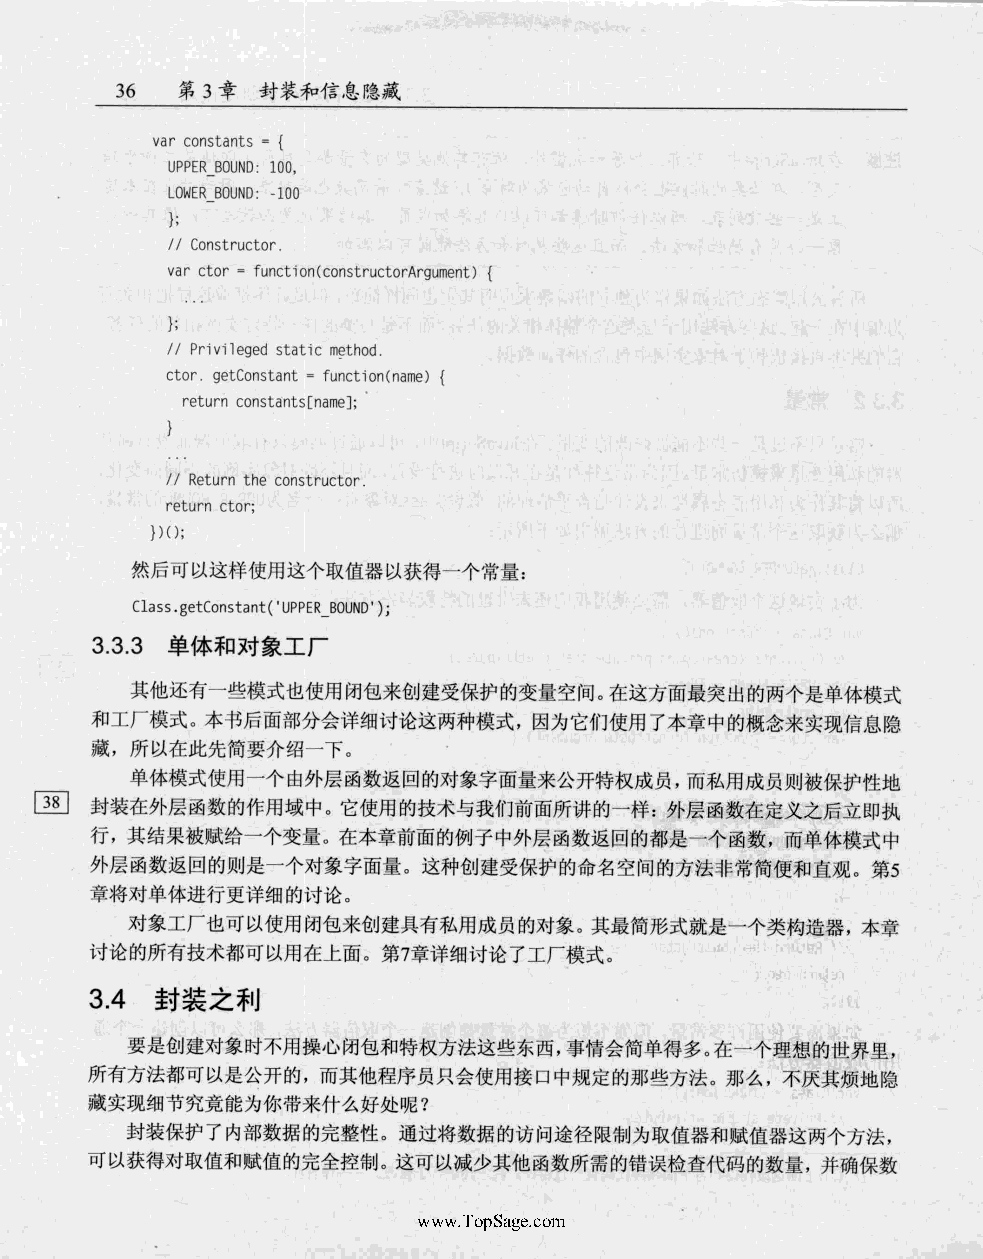 36 第 3 章 封装和信息隐藏
var constants = {
UPPER_BOUND: 100,
LOWER_BOUND: -100
};
// Constructor.
var ctor = function(constructorArgument) {
...
};
// Privileged static method.
ctor. getConstant = function(name) {
return constants[name];
}
...
// Return the constructor.
return ctor;
})();
然后可以这样使用这个取值器以获得一个常量：
Class.getConstant('UPPER_BOUND');
3.3.3 单体和对象工厂
其他还有一些模式也使用闭包来创建受保护的变量空间。在这方面最突出的两个是单体模式
和工厂模式。本书后面部分会详细讨论这两种模式，因为它们使用了本章中的概念来实现信息隐
藏，所以在此先简要介绍一下。
单体模式使用一个由外层函数返回的对象字面量来公开特权成员，而私用成员则被保护性地
38 封装在外层函数的作用域中。它使用的技术与我们前面所讲的一样：外层函数在定义之后立即执
行，其结果被赋给一个变量。在本章前面的例子中外层函数返回的都是一个函数，而单体模式中
外层函数返回的则是一个对象字面量。这种创建受保护的命名空间的方法非常简便和直观。第5
章将对单体进行更详细的讨论。
对象工厂也可以使用闭包来创建具有私用成员的对象。其最简形式就是一个类构造器，本章
讨论的所有技术都可以用在上面。第7章详细讨论了工厂模式。
3.4 封装之利
要是创建对象时不用操心闭包和特权方法这些东西，事情会简单得多。在一个理想的世界里，
所有方法都可以是公开的，而其他程序员只会使用接口中规定的那些方法。那么，不厌其烦地隐
藏实现细节究竟能为你带来什么好处呢？
封装保护了内部数据的完整性。通过将数据的访问途径限制为取值器和赋值器这两个方法，
可以获得对取值和赋值的完全控制。这可以减少其他函数所需的错误检查代码的数量，并确保数
www.TopSage.com